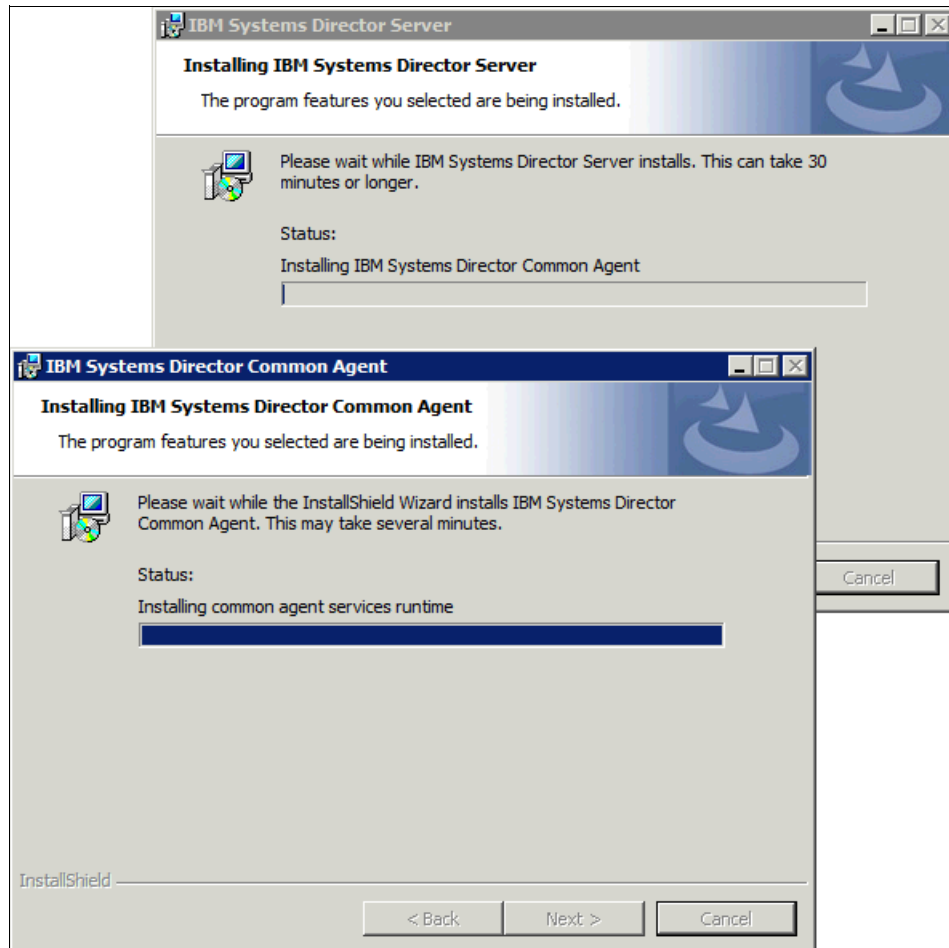 IBM Systems Director Server
Installing IBM Systems Director Server
The program features you selected are being installed.
Please wait while IBM Systems Director Server installs. This can take 30
minutes or longer.
Status:
Installing IBM Systems Director Common Agent
Cancel
IBM Systems Director Common Agent
Installing IBM Systems Director Common Agent
The program features you selected are being installed.
Please wait while the InstallShield Wizard installs IBM Systems Director
Common Agent. This may take several minutes.
Status:
Installing common agent services runtime
InstallShield
< Back
Next >
Cancel